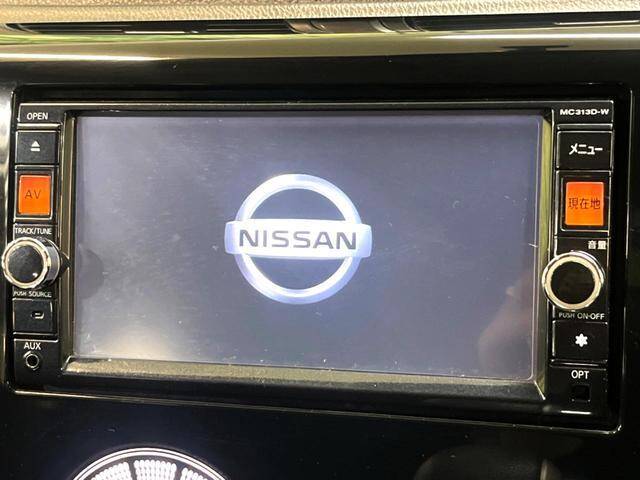 OPEN
MC313D-W
メニュー
AV
現在地
TRACK/TUNE
音量
NISSAN
PUSH SOURCE
PUSH ON-OFF
AUX
OPT